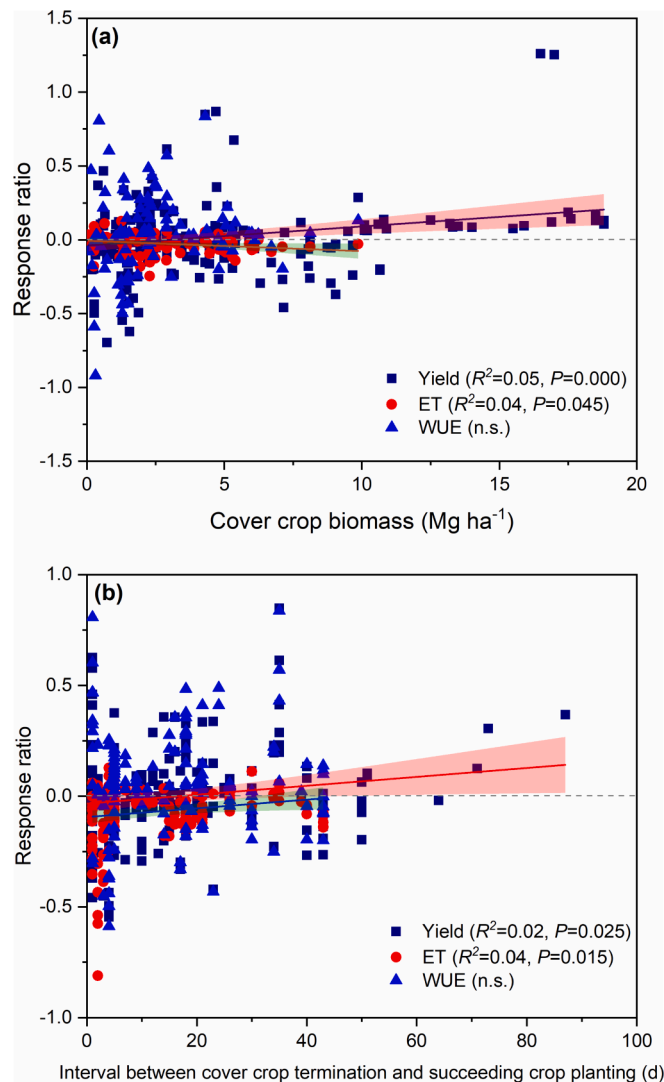 (a)
1.5
1.0
0.5
0.0
-0.5
-1.0
-1.5
Response ratio
Yield (R²=0.05, P=0.000)
ET (R²=0.04, P=0.045)
WUE (n.s.)
0 5 10 15 20
Cover crop biomass (Mg ha⁻¹)
(b)
1.0
0.5
0.0
-0.5
-1.0
Response ratio
Yield (R²=0.02, P=0.025)
ET (R²=0.04, P=0.015)
WUE (n.s.)
0 20 40 60 80 100
Interval between cover crop termination and succeeding crop planting (d)